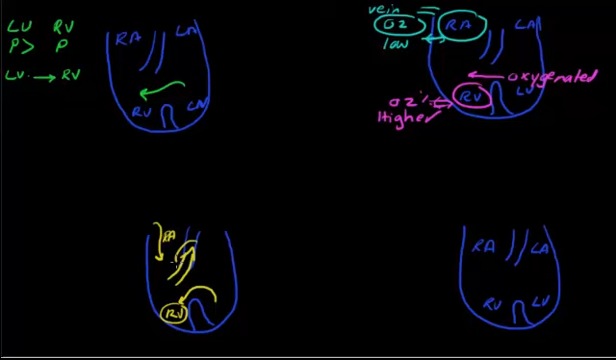 LV RV
P > P
LV → RV
RA LA
RV
vein
O2
low
RA LA
oxygenated
O2%
Higher
RV LV
RA
RV
RA LA
RV LV